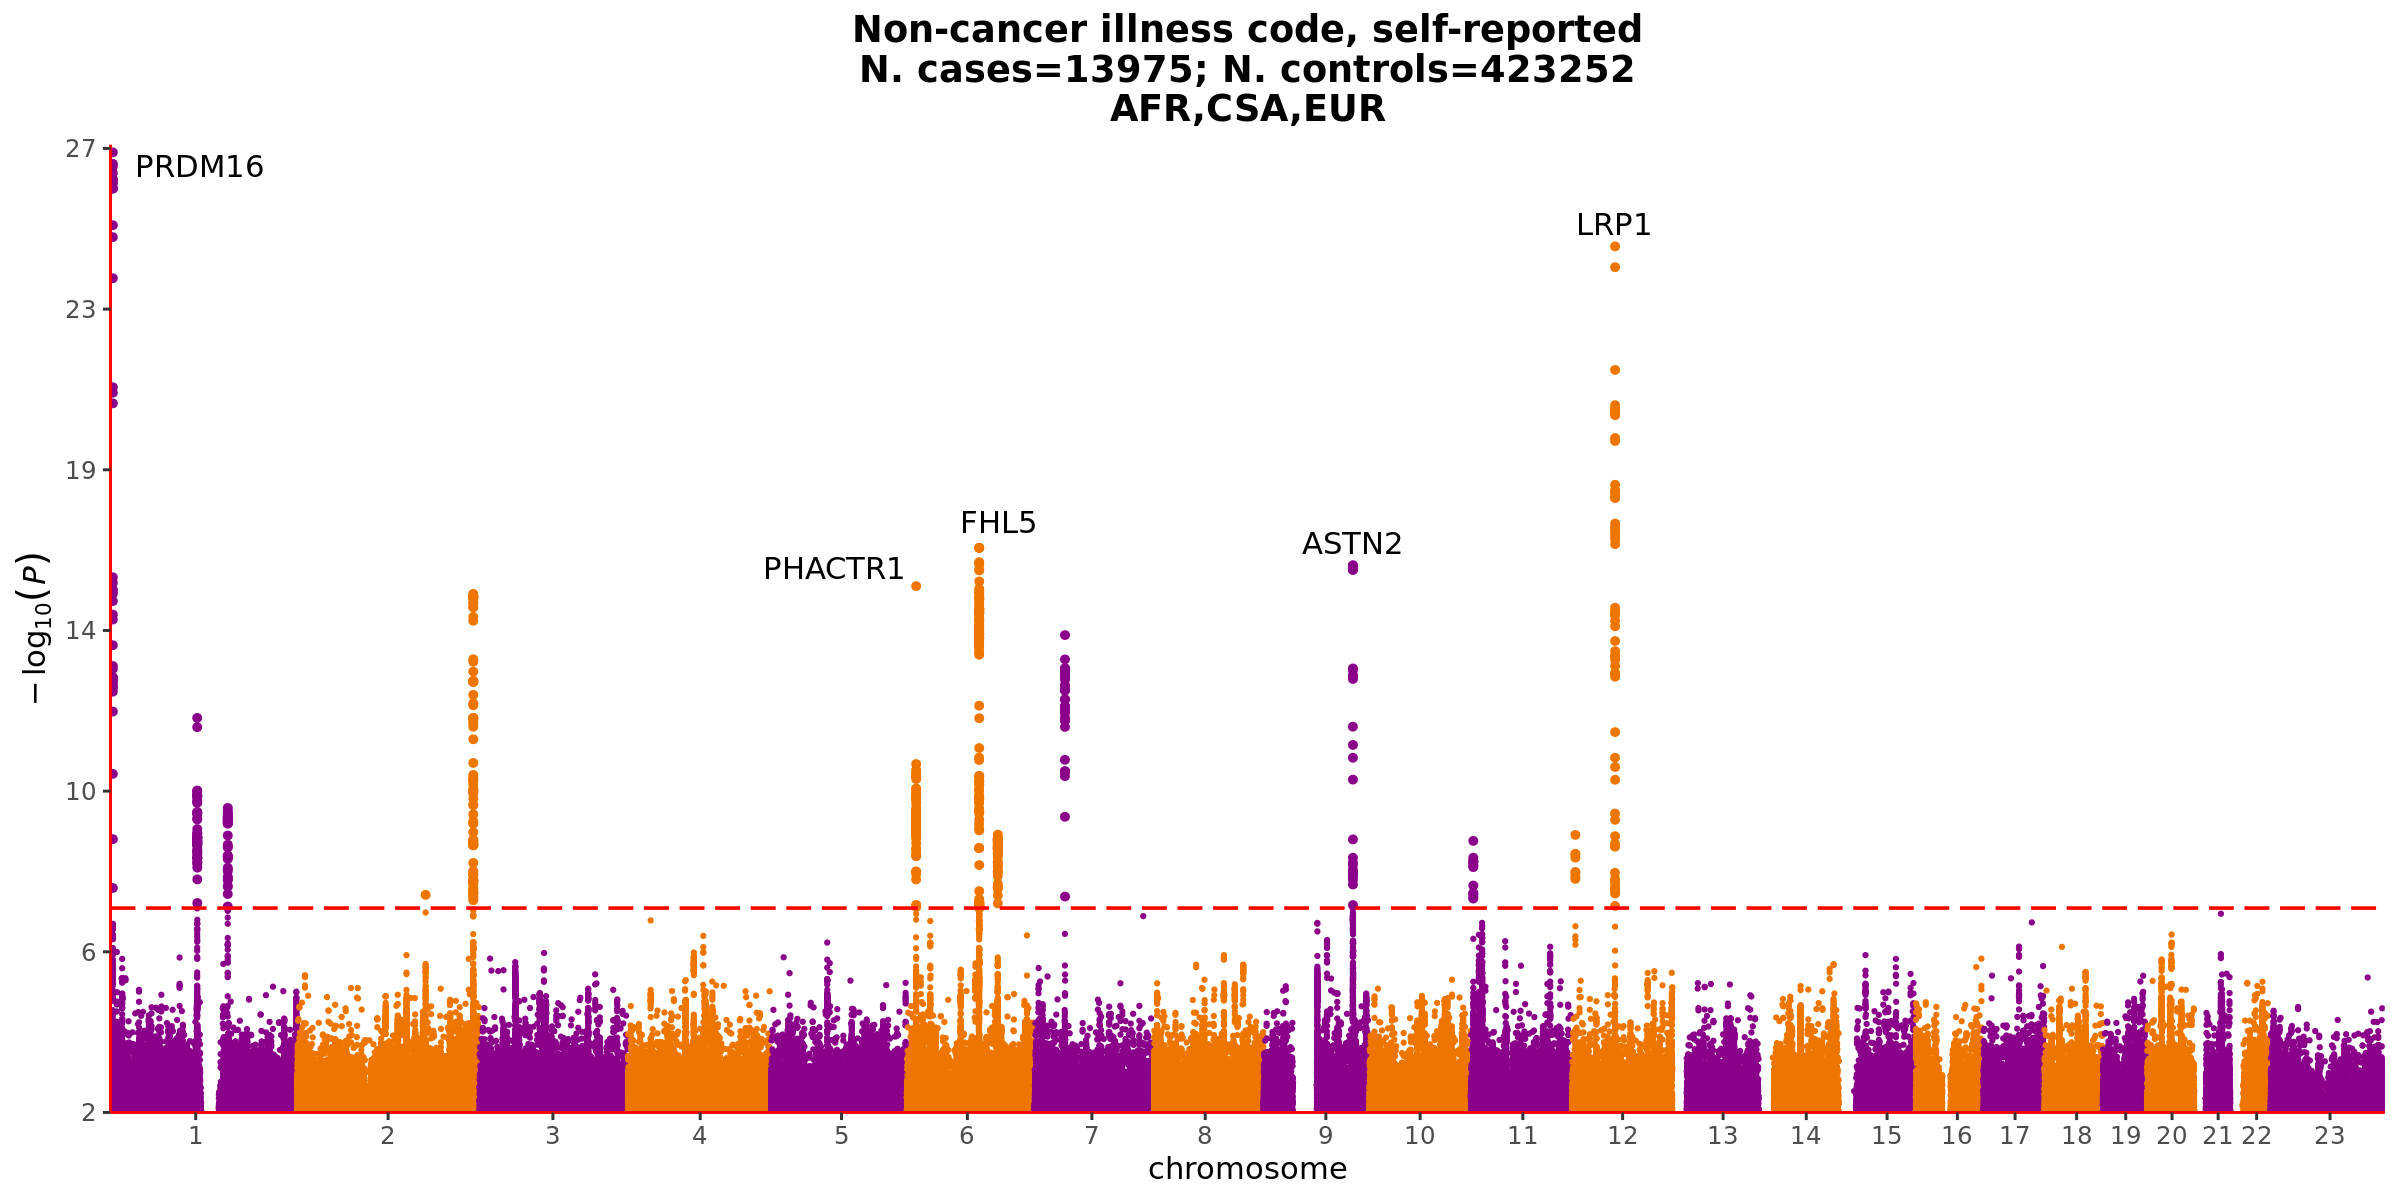 Non-cancer illness code, self-reported
N. cases=13975; N. controls=423252
AFR,CSA,EUR
27
PRDM16
LRP1
23
19
FHL5
ASTN2
PHACTR1
14
10
6
2
−log10(P)
1 2 3 4 5 6 7 8 9 10 11 12 13 14 15 16 17 18 19 20 21 22 23
chromosome